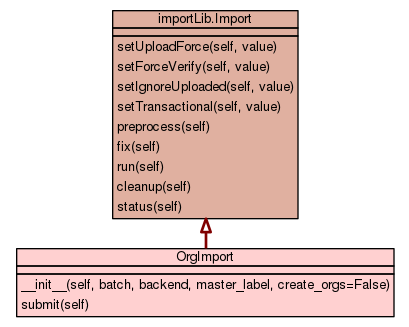 importLib.Import
setUploadForce(self, value)
setForceVerify(self, value)
setIgnoreUploaded(self, value)
setTransactional(self, value)
preprocess(self)
fix(self)
run(self)
cleanup(self)
status(self)
OrgImport
__init__(self, batch, backend, master_label, create_orgs=False)
submit(self)